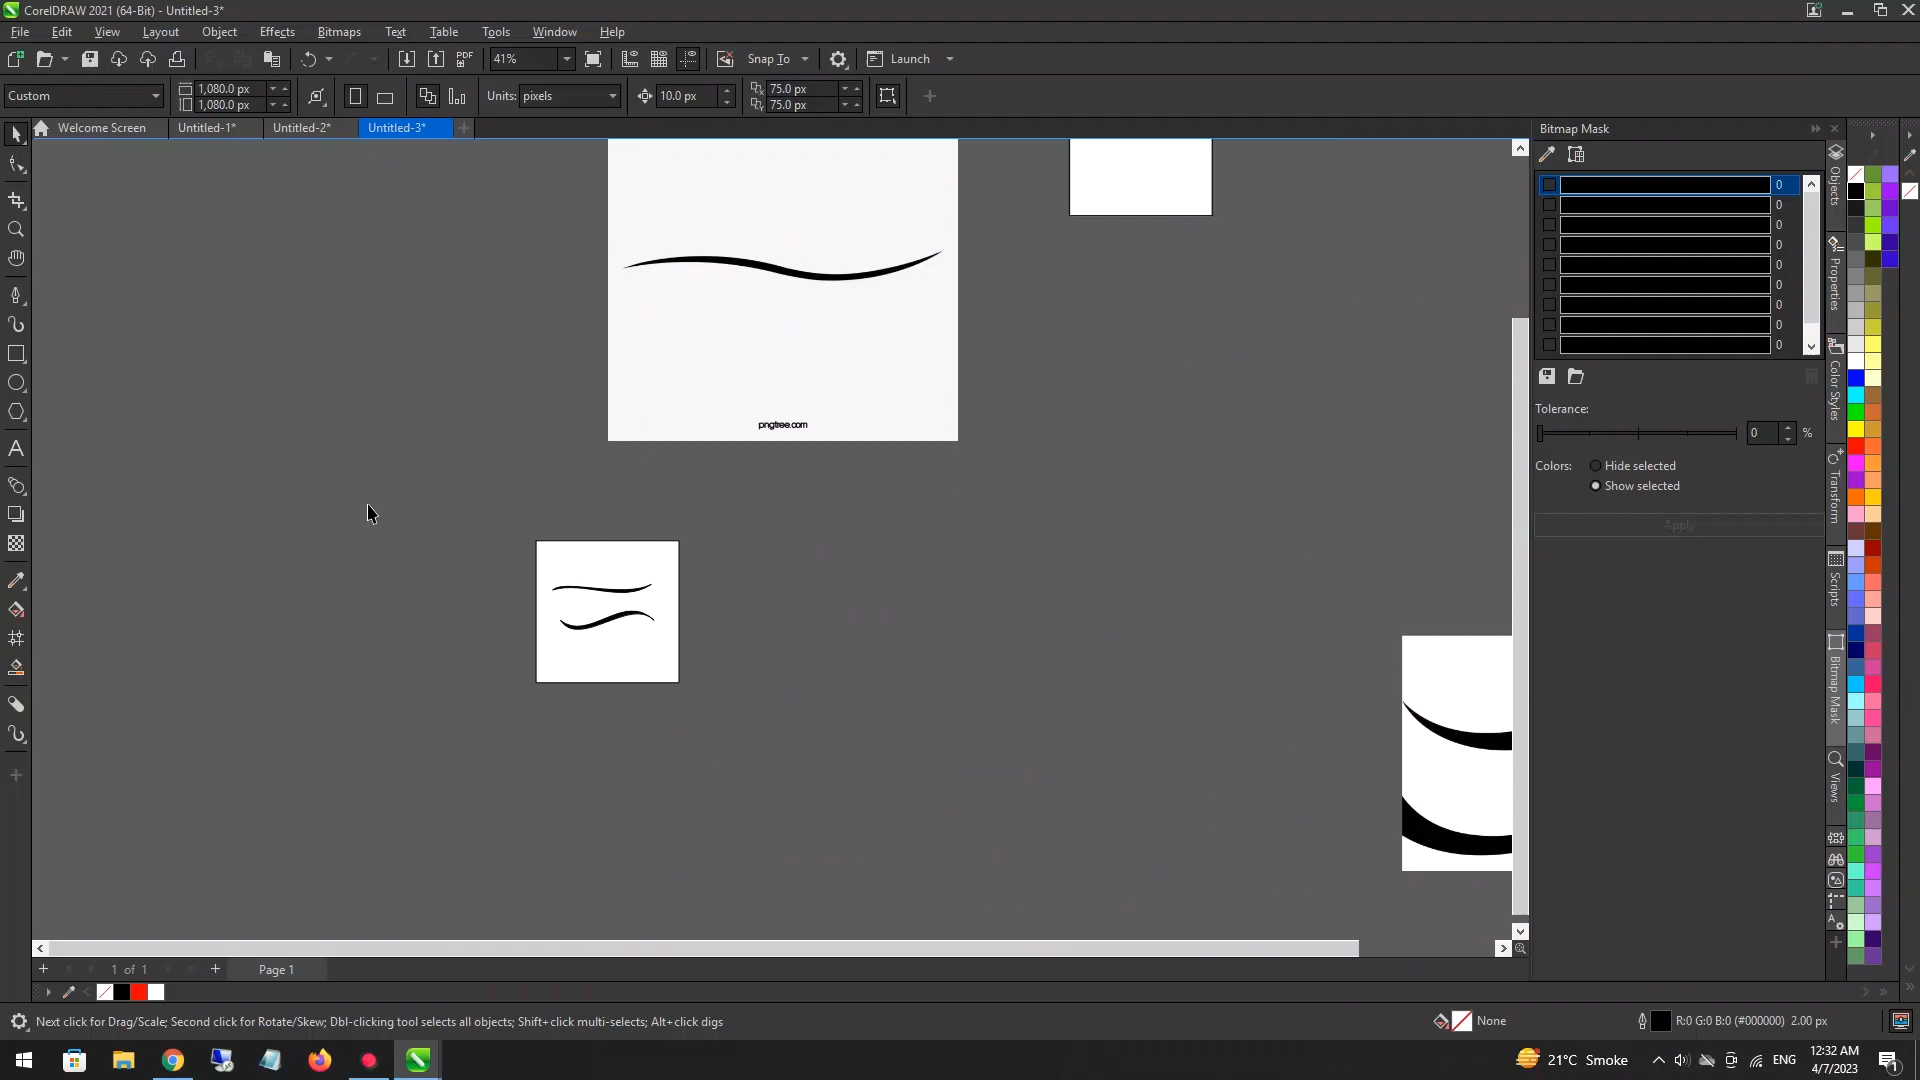 CorelDRAW 2021 (64-Bit) - Untitled-3*
File Edit View Layout Object Effects Bitmaps Text Table Tools Window Help
PDF 41% Snap To Launch
Custom 1,080.0 px Units: pixels 10.0 px 75.0 px
1,080.0 px 75.0 px
Welcome Screen Untitled-1* Untitled-2* Untitled-3*
Bitmap Mask
0
0
0
0
0
0
0
0
0
Tolerance:
0 %
Colors: Hide selected
Show selected
Apply
Objects
Properties
Color Styles
Transform
Scripts
Bitmap Mask
Views
pngtree.com
1 of 1 Page 1
Next click for Drag/Scale; Second click for Rotate/Skew; Dbl-clicking tool selects all objects; Shift+click multi-selects; Alt+click digs
None R:0 G:0 B:0 (#000000) 2.00 px
21°C Smoke ENG 12:32 AM
4/7/2023
1